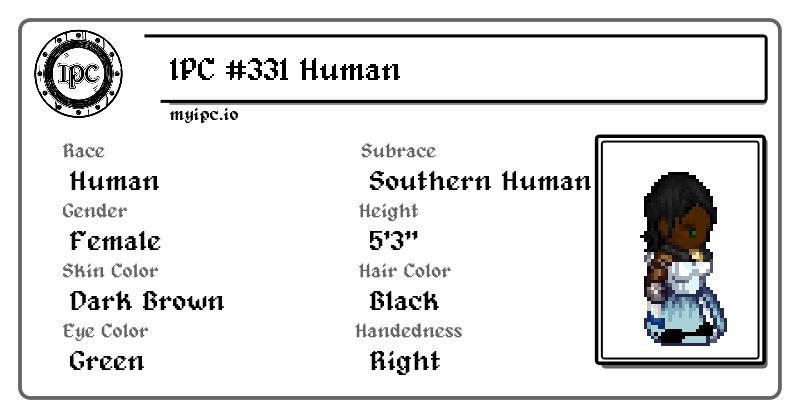 IPC
IPC #331 Human
myipc.io
Race
Human
Subrace
Southern Human
Gender
Female
Height
5'3"
Skin Color
Dark Brown
Hair Color
Black
Eye Color
Green
Handedness
Right